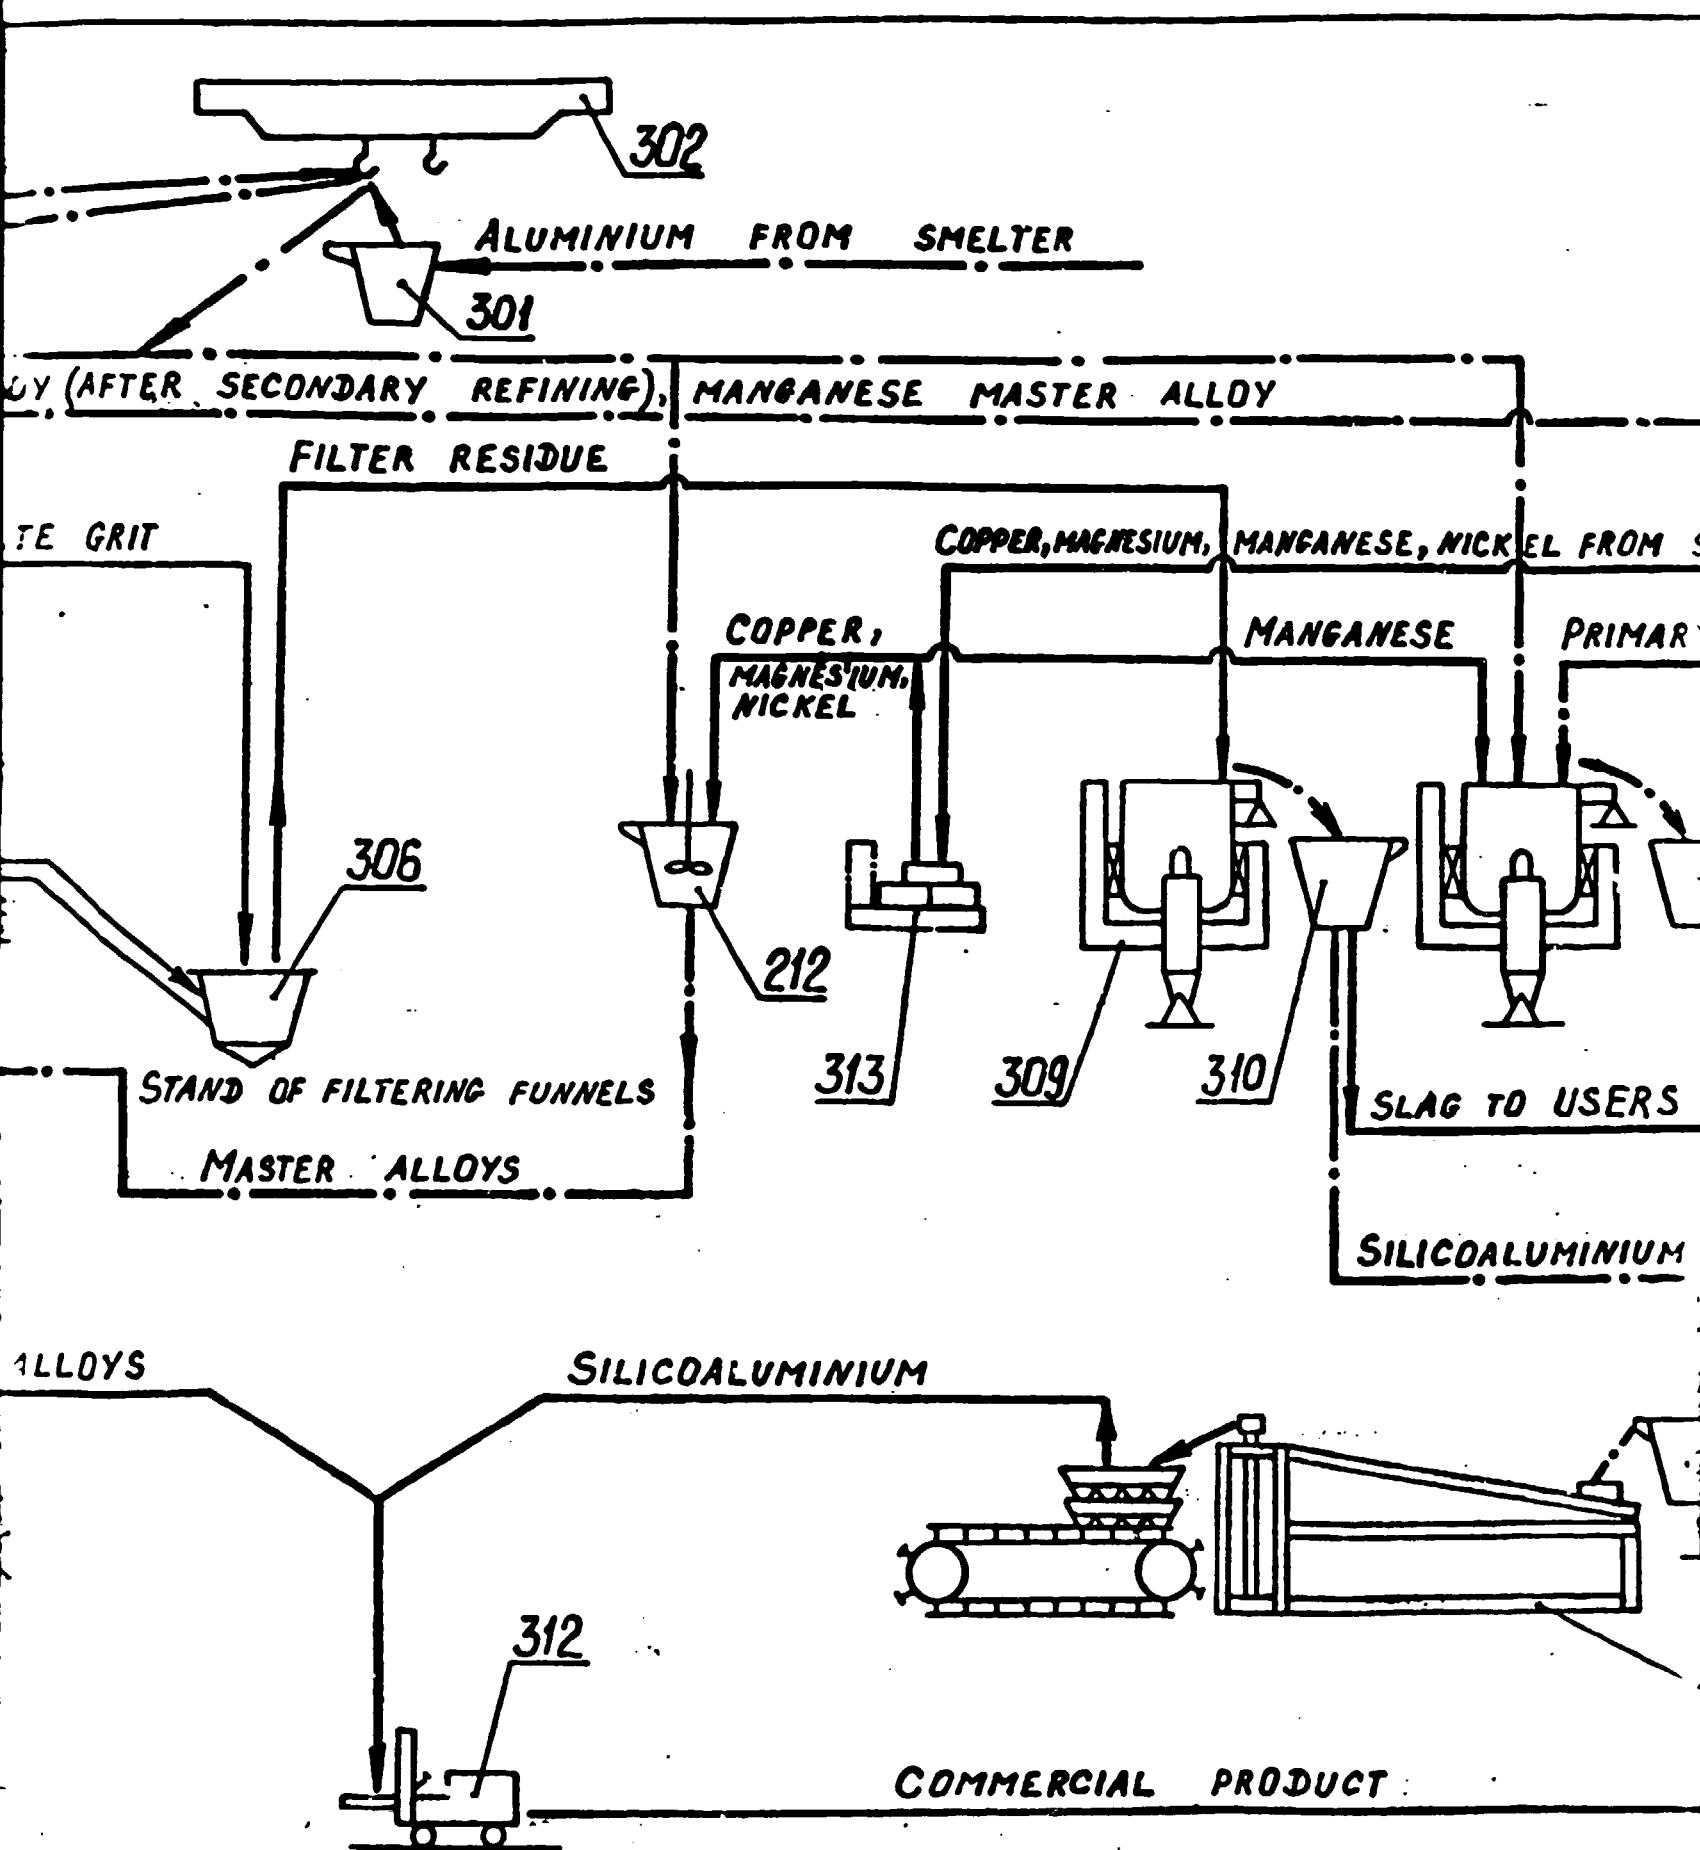 302
ALUMINIUM FROM SMELTER
301
(AFTER SECONDARY REFINING), MANGANESE MASTER ALLOY
FILTER RESIDUE
TE GRIT
COPPER, MAGNESIUM, MANGANESE, NICKEL FROM
COPPER,
MAGNESIUM,
NICKEL
MANGANESE
PRIMARY
306
212
313
309
310
STAND OF FILTERING FUNNELS
SLAG TO USERS
MASTER ALLOYS
SILICOALUMINIUM
ALLOYS
SILICOALUMINIUM
312
COMMERCIAL PRODUCT